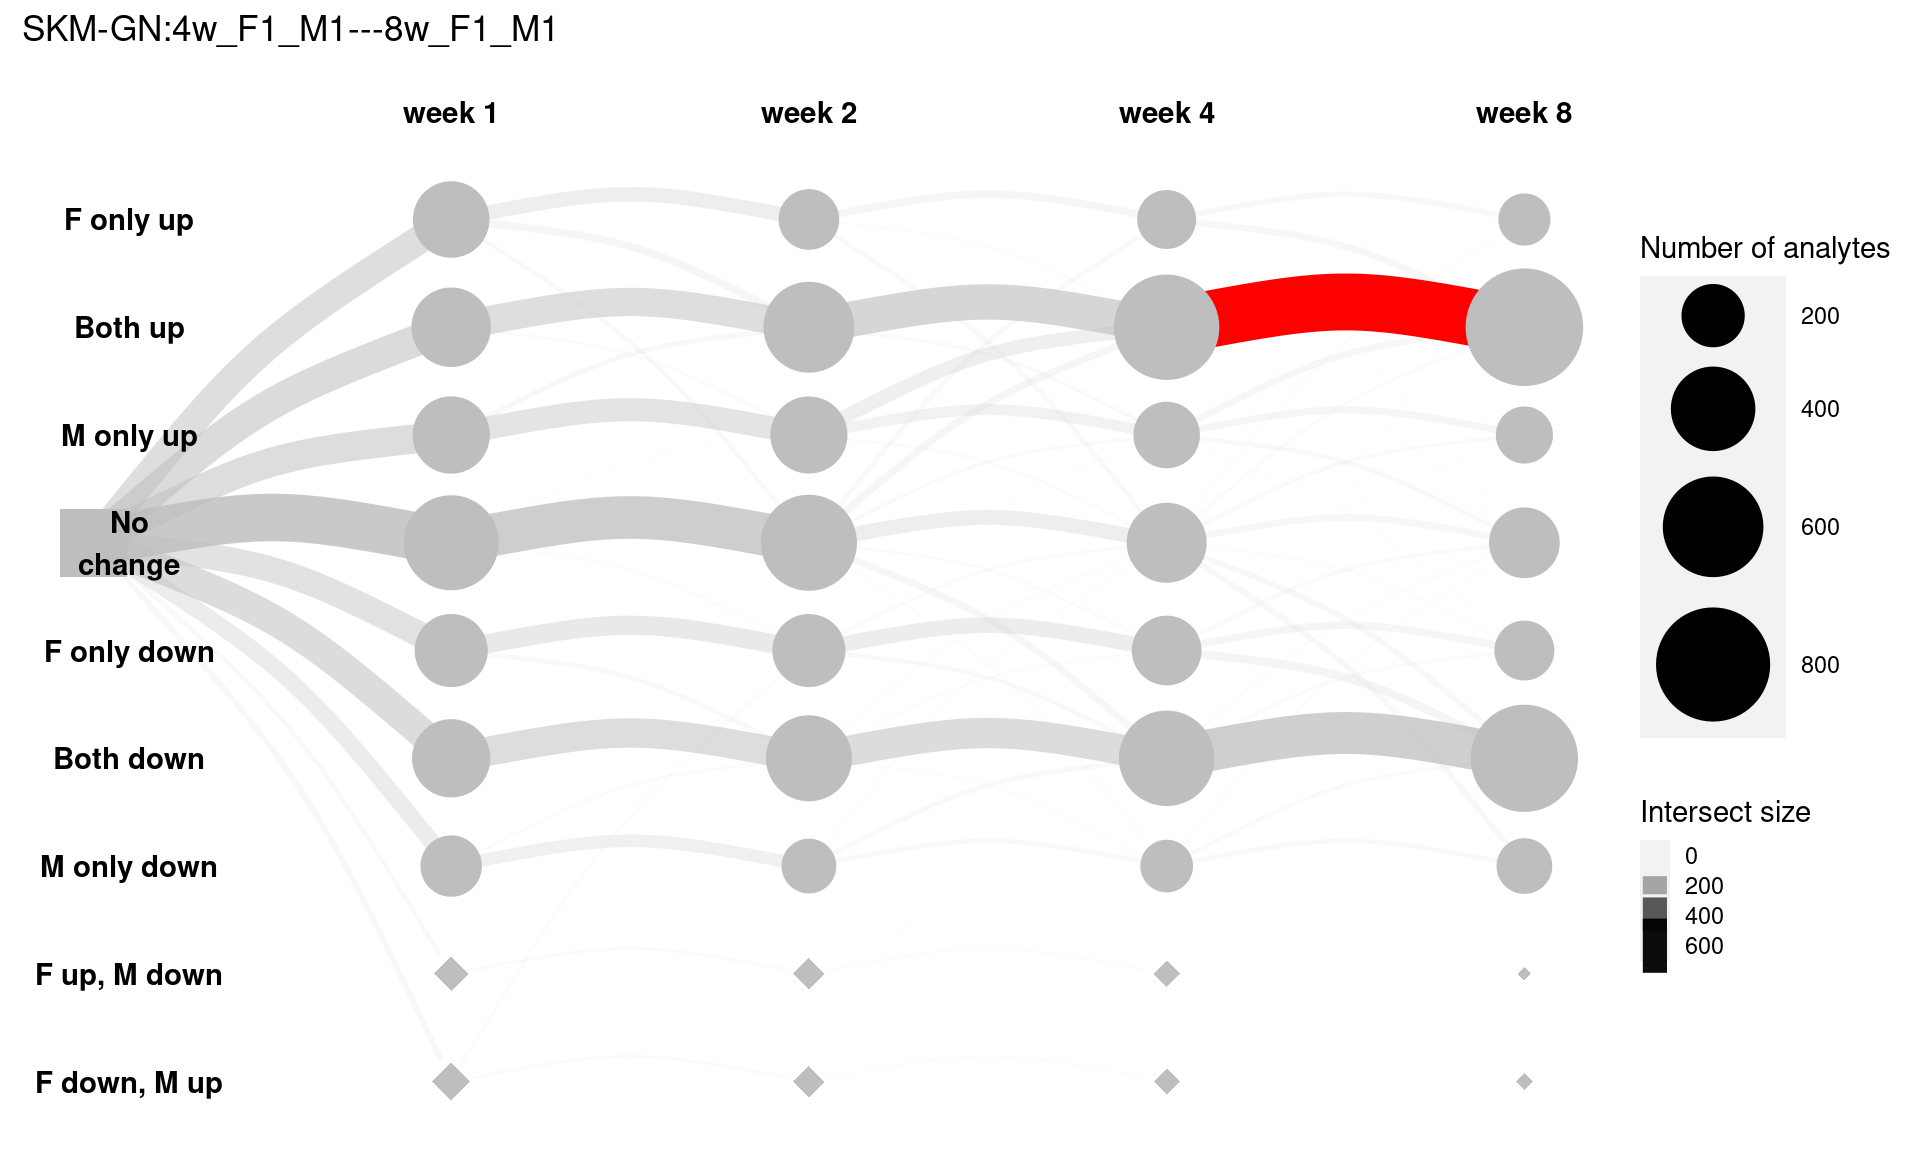 SKM-GN:4w_F1_M1---8w_F1_M1
week 1
week 2
week 4
week 8
F only up
Both up
M only up
No
change
F only down
Both down
M only down
F up, M down
F down, M up
Number of analytes
200
400
600
800
Intersect size
0
200
400
600